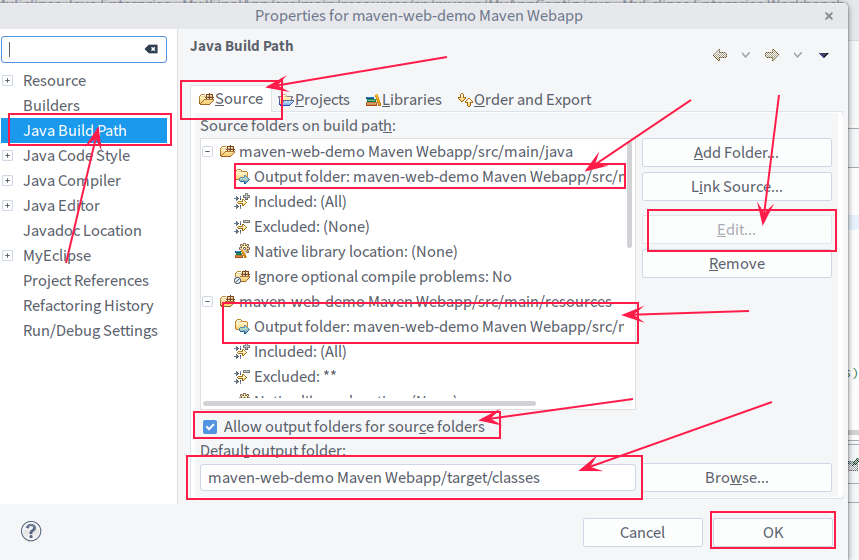 Properties for maven-web-demo Maven Webapp
Java Build Path
Resource
Builders
Java Build Path
Java Code Style
Java Compiler
Java Editor
Javadoc Location
MyEclipse
Project References
Refactoring History
Run/Debug Settings
Source
Projects
Libraries
Order and Export
Source folders on build path:
maven-web-demo Maven Webapp/src/main/java
Output folder: maven-web-demo Maven Webapp/src/
Included: (All)
Excluded: (None)
Native library location: (None)
Ignore optional compile problems: No
maven-web-demo Maven Webapp/src/main/resources
Output folder: maven-web-demo Maven Webapp/src/
Included: (All)
Excluded: **
Add Folder...
Link Source...
Edit...
Remove
Allow output folders for source folders
Default output folder:
maven-web-demo Maven Webapp/target/classes
Browse...
Cancel
OK